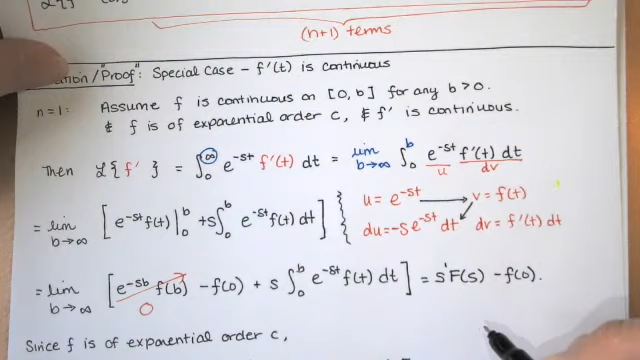 (n+1) terms
"Proof" : Special Case - f'(t) is continuous
n=1: Assume f is continuous on [0,b] for any b>0.
& f is of exponential order c, & f' is continuous.
Then ℒ{f'} = ∫₀^∞ e^{-st} f'(t) dt = lim_{b→∞} ∫₀^b e^{-st} f'(t) dt
u dv
= lim_{b→∞} [e^{-st}f(t)|₀^b + s∫₀^b e^{-st}f(t)dt] } u = e^{-st} → v = f(t)
du = -se^{-st} dt dv = f'(t) dt
= lim_{b→∞} [e^{-sb} f(b) - f(0) + s ∫₀^b e^{-st} f(t) dt] = s¹F(s) - f(0).
0
Since f is of exponential order c,